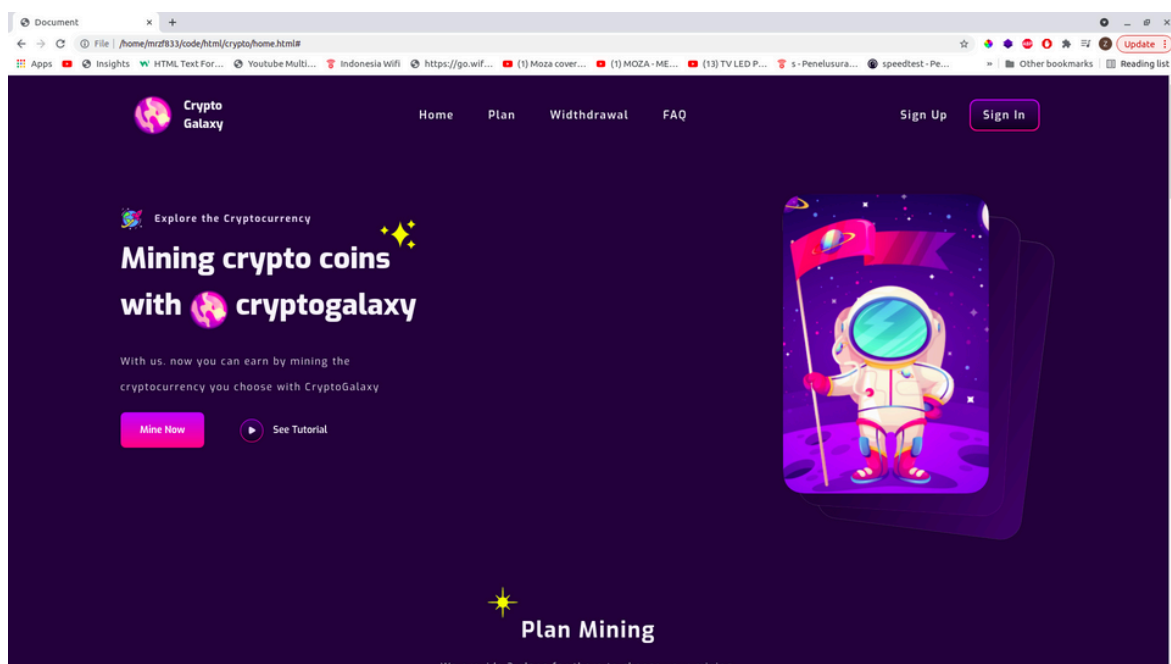 Document
File | /home/mrzf833/code/html/crypto/home.html#
Update
Apps Insights HTML Text For... Youtube Multi... Indonesia Wifi https://go.wif... (1) Moza cover... (1) MOZA - ME... (13) TV LED P... s - Penelusura... speedtest - Pe... » Other bookmarks Reading list
Crypto
Galaxy
Home Plan Widthdrawal FAQ
Sign Up Sign In
Explore the Cryptocurrency
Mining crypto coins
with cryptogalaxy
With us. now you can earn by mining the
cryptocurrency you choose with CryptoGalaxy
Mine Now See Tutorial
Plan Mining